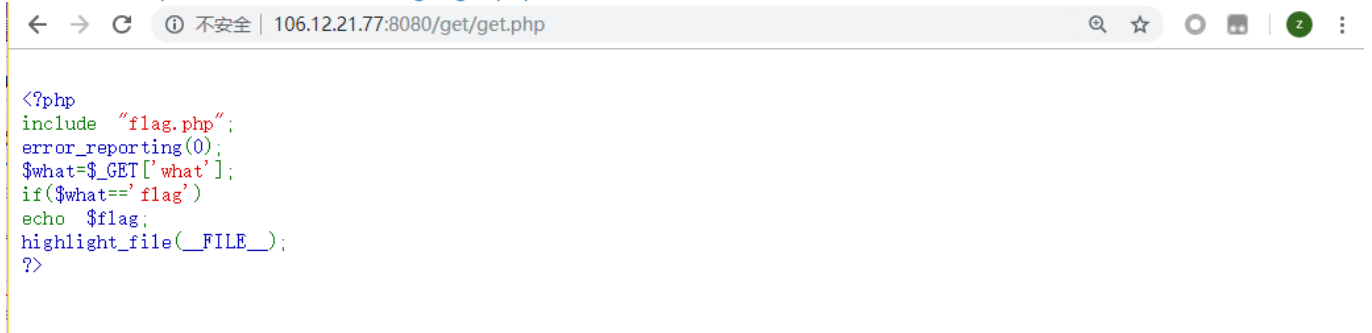 不安全 106.12.21.77:8080/get/get.php
z
<?php
include "flag.php";
error_reporting(0);
$what=$_GET['what'];
if($what=='flag')
echo $flag;
highlight_file(__FILE__);
?>